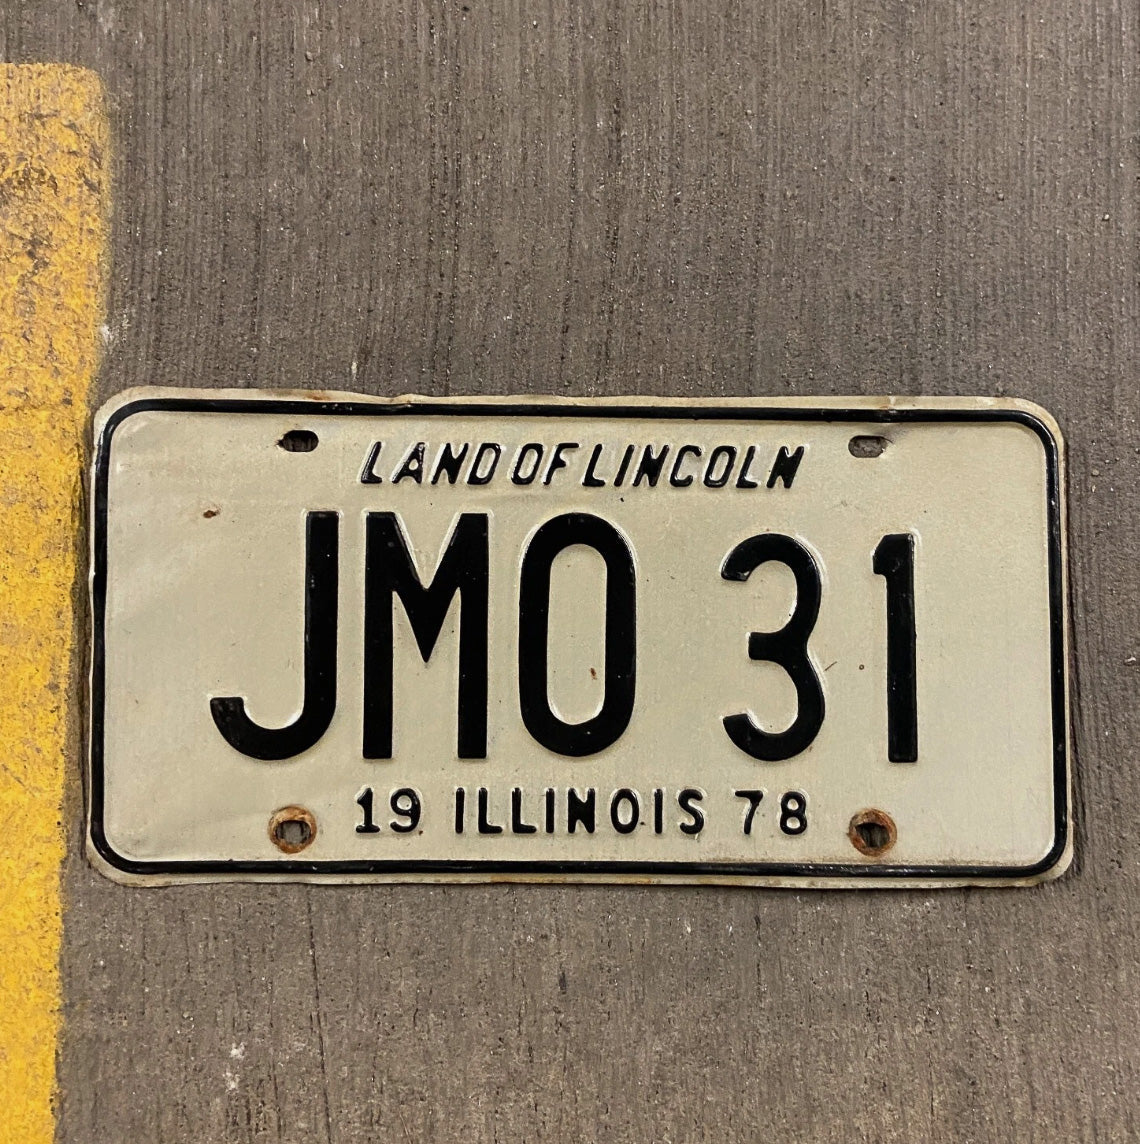 LAND OF LINCOLN
JMO 31
19 ILLINOIS 78